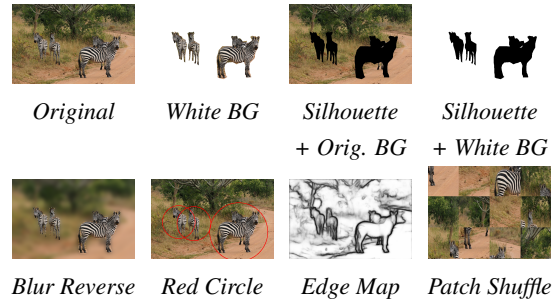 Original
White BG
Silhouette
+ Orig. BG
Silhouette
+ White BG
Blur Reverse
Red Circle
Edge Map
Patch Shuffle